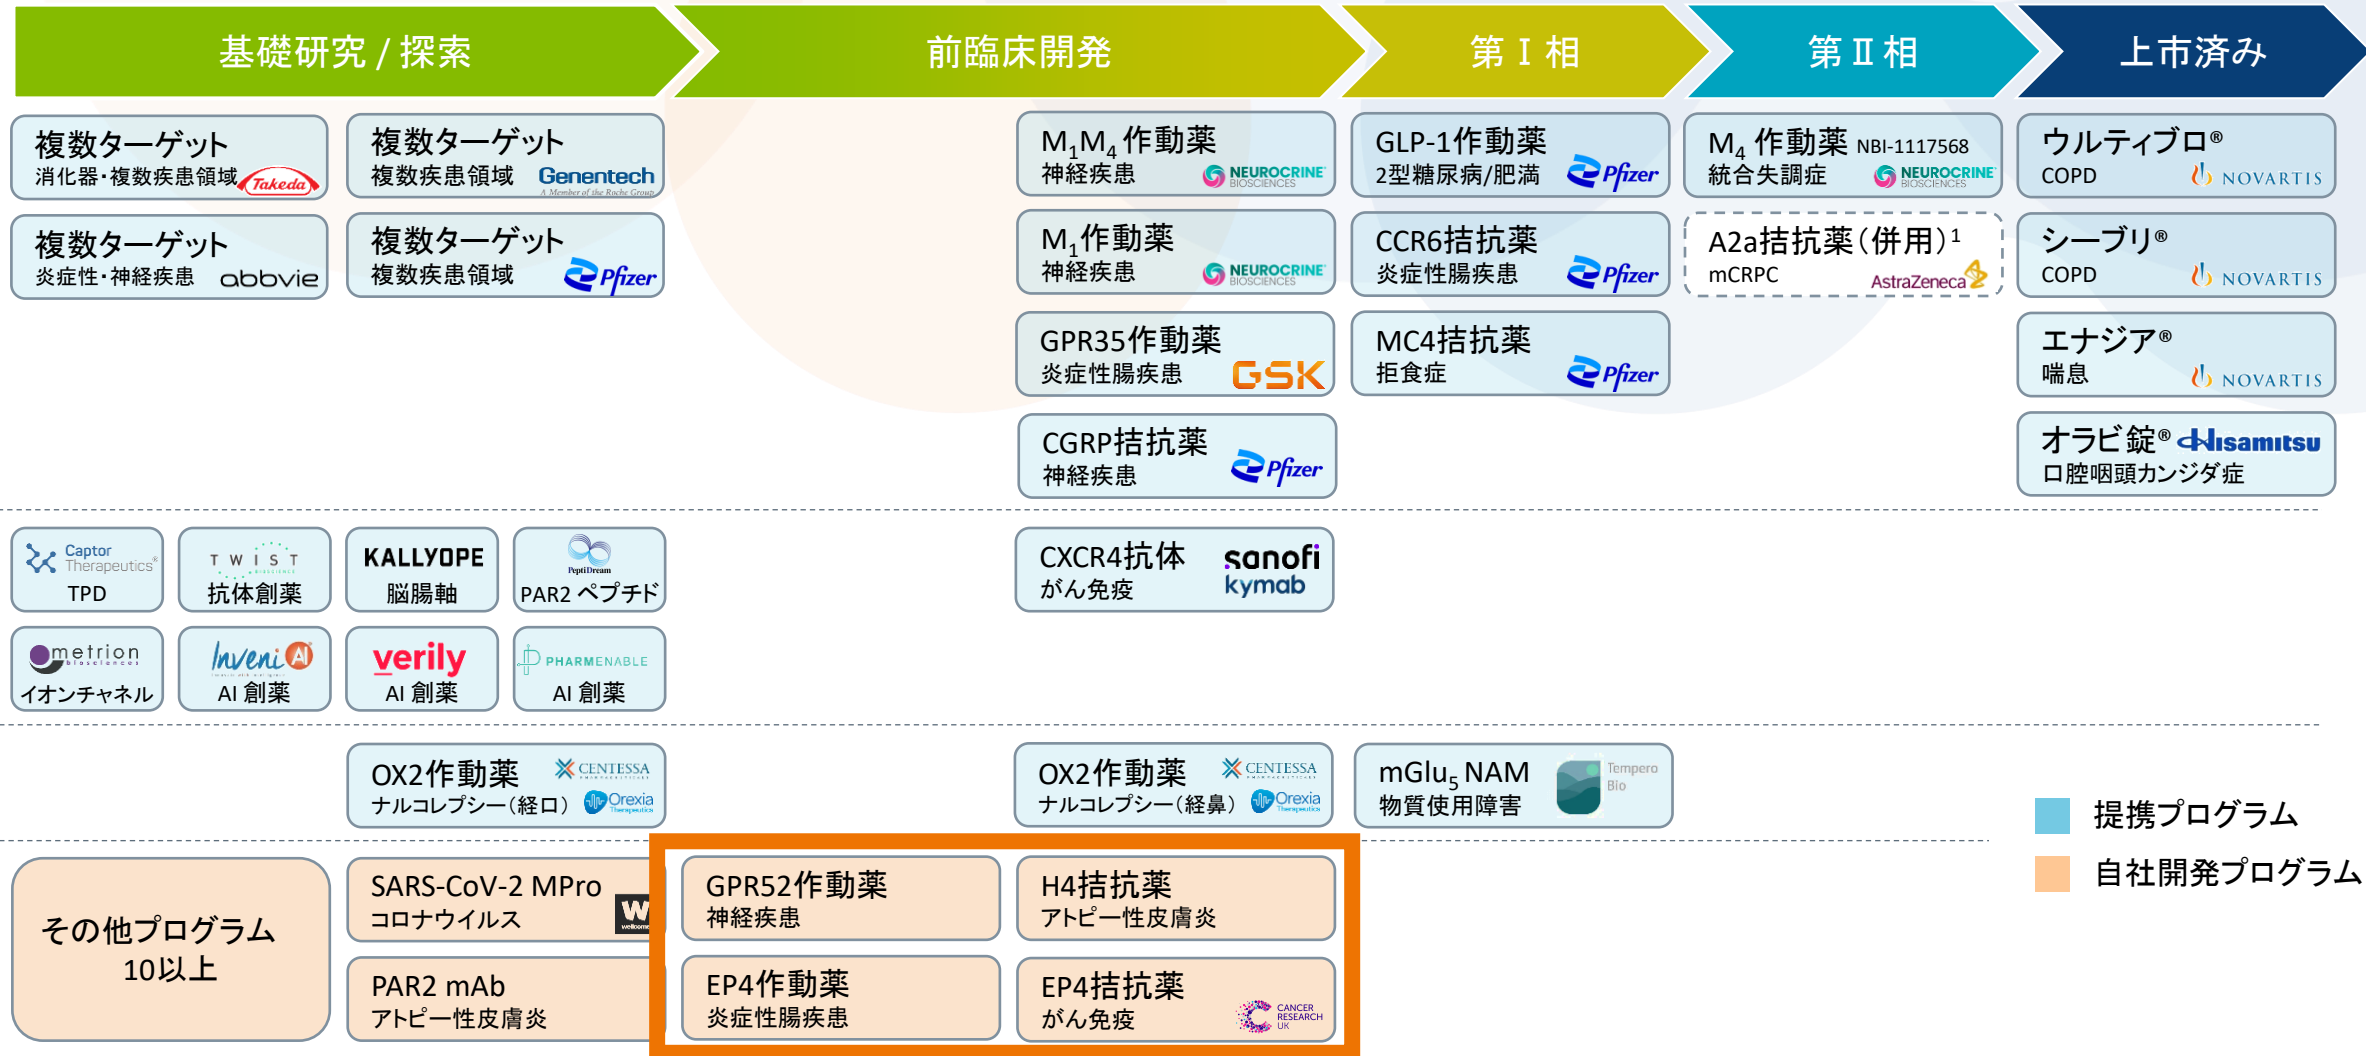 基礎研究 / 探索
前臨床開発
第Ⅰ相
第Ⅱ相
上市済み
複数ターゲット
消化器・複数疾患領域
Takeda
複数ターゲット
複数疾患領域
Genentech
A Member of the Roche Group
M1M4 作動薬
神経疾患
NEUROCRINE
BIOSCIENCES
GLP-1作動薬
2型糖尿病/肥満
Pfizer
M4 作動薬 NBI-1117568
統合失調症
NEUROCRINE
BIOSCIENCES
ウルティブロ®
COPD
NOVARTIS
複数ターゲット
炎症性・神経疾患
abbvie
複数ターゲット
複数疾患領域
Pfizer
M1作動薬
神経疾患
NEUROCRINE
BIOSCIENCES
CCR6拮抗薬
炎症性腸疾患
Pfizer
A2a拮抗薬（併用）1
mCRPC
AstraZeneca
シーブリ®
COPD
NOVARTIS
GPR35作動薬
炎症性腸疾患
GSK
MC4拮抗薬
拒食症
Pfizer
エナジア®
喘息
NOVARTIS
CGRP拮抗薬
神経疾患
Pfizer
オラビ錠®
Hisamitsu
口腔咽頭カンジダ症
Captor
Therapeutics®
TPD
TWIST
BIOSCIENCE
抗体創薬
KALLYOPE
脳腸軸
PeptiDream
PAR2 ペプチド
CXCR4抗体
がん免疫
sanofi
kymab
metrion
biosciences
イオンチャネル
InveniAI
AI 創薬
verily
AI 創薬
PHARMENABLE
AI 創薬
OX2作動薬
ナルコレプシー（経口）
CENTESSA
PHARMACEUTICALS
Orexia
Therapeutics
OX2作動薬
ナルコレプシー（経鼻）
CENTESSA
PHARMACEUTICALS
Orexia
Therapeutics
mGlu5 NAM
物質使用障害
Tempero
Bio
提携プログラム
自社開発プログラム
その他プログラム
10以上
SARS-CoV-2 MPro
コロナウイルス
W
wellcome
GPR52作動薬
神経疾患
H4拮抗薬
アトピー性皮膚炎
PAR2 mAb
アトピー性皮膚炎
EP4作動薬
炎症性腸疾患
EP4拮抗薬
がん免疫
CANCER
RESEARCH
UK